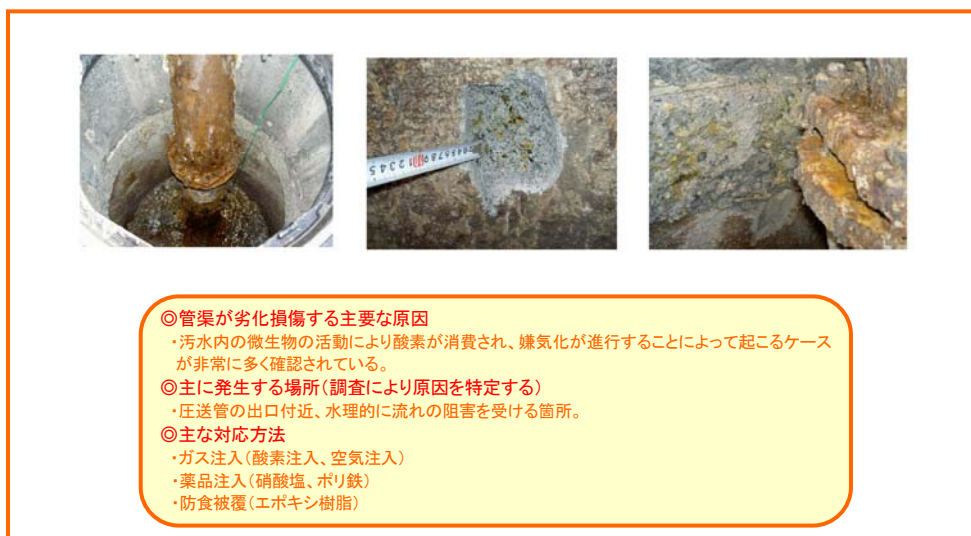 ◎管渠が劣化損傷する主要な原因
・汚水内の微生物の活動により酸素が消費され、嫌気化が進行することによって起こるケース
が非常に多く確認されている。
◎主に発生する場所(調査により原因を特定する)
・圧送管の出口付近、水理的に流れの阻害を受ける箇所。
◎主な対応方法
・ガス注入(酸素注入、空気注入)
・薬品注入(硝酸塩、ポリ鉄)
・防食被覆(エポキシ樹脂)